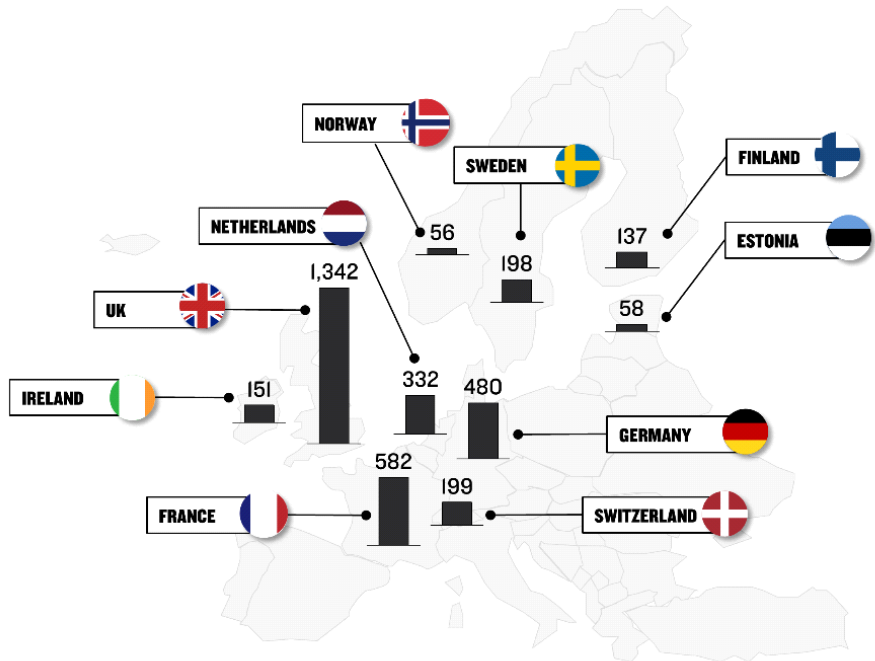 NORWAY
SWEDEN
FINLAND
NETHERLANDS
56
137
ESTONIA
198
1,342
58
UK
332
480
IRELAND
151
GERMANY
582
199
FRANCE
SWITZERLAND